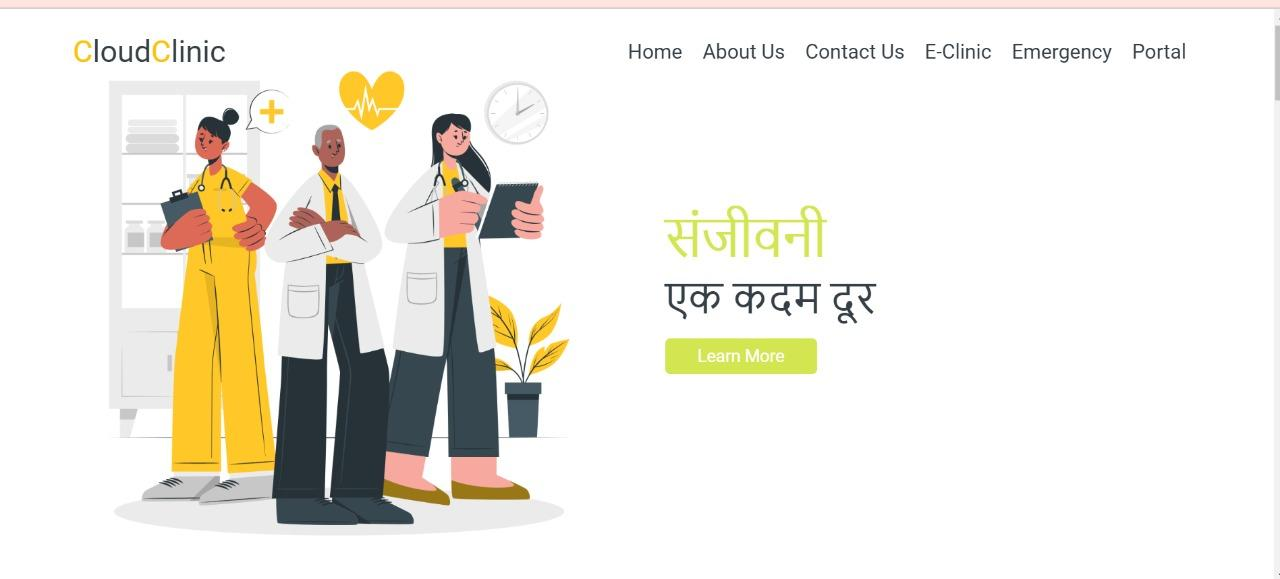 CloudClinic
Home About Us Contact Us E-Clinic Emergency Portal
संजीवनी
एक कदम दूर
Learn More